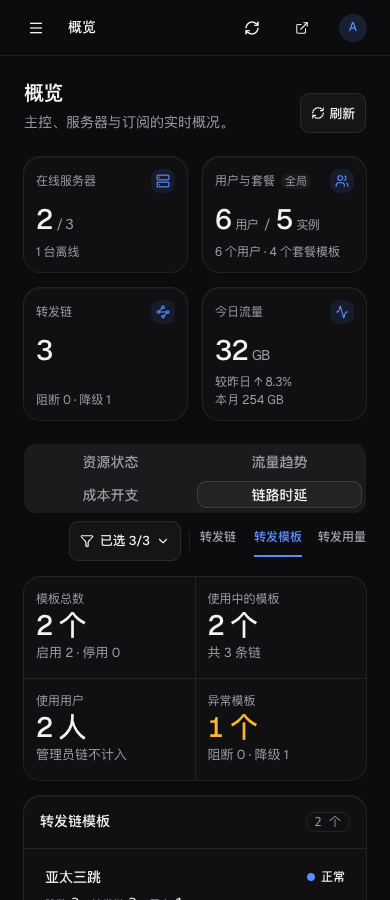 概览
A
概览
主控、服务器与订阅的实时概况。
刷新
在线服务器
2 / 3
1 台离线
用户与套餐 全局
6 用户 / 5 实例
6 个用户 · 4 个套餐模板
转发链
3
阻断 0 · 降级 1
今日流量
32 GB
较昨日 ↑ 8.3%
本月 254 GB
资源状态
流量趋势
成本开支
链路时延
已选 3/3
转发链
转发模板
转发用量
模板总数
2 个
启用 2 · 停用 0
使用中的模板
2 个
共 3 条链
使用用户
2 人
管理员链不计入
异常模板
1 个
阻断 0 · 降级 1
转发链模板
2 个
亚太三跳
正常